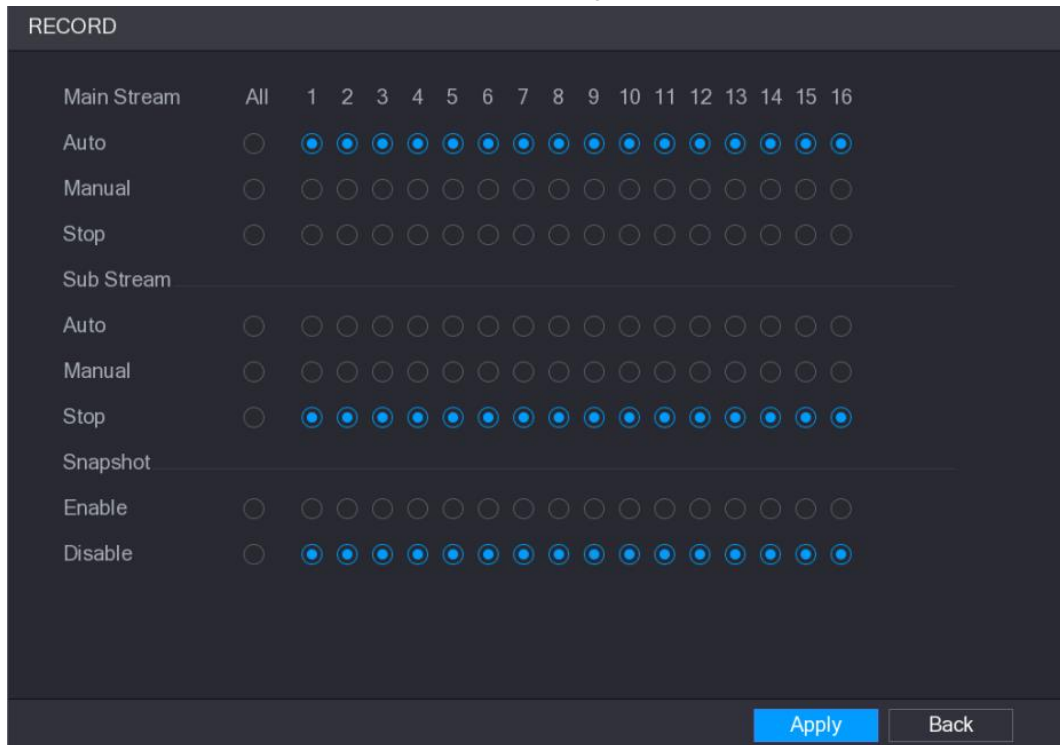 RECORD
Main Stream All 1 2 3 4 5 6 7 8 9 10 11 12 13 14 15 16
Auto
Manual
Stop
Sub Stream
Auto
Manual
Stop
Snapshot
Enable
Disable
Apply Back